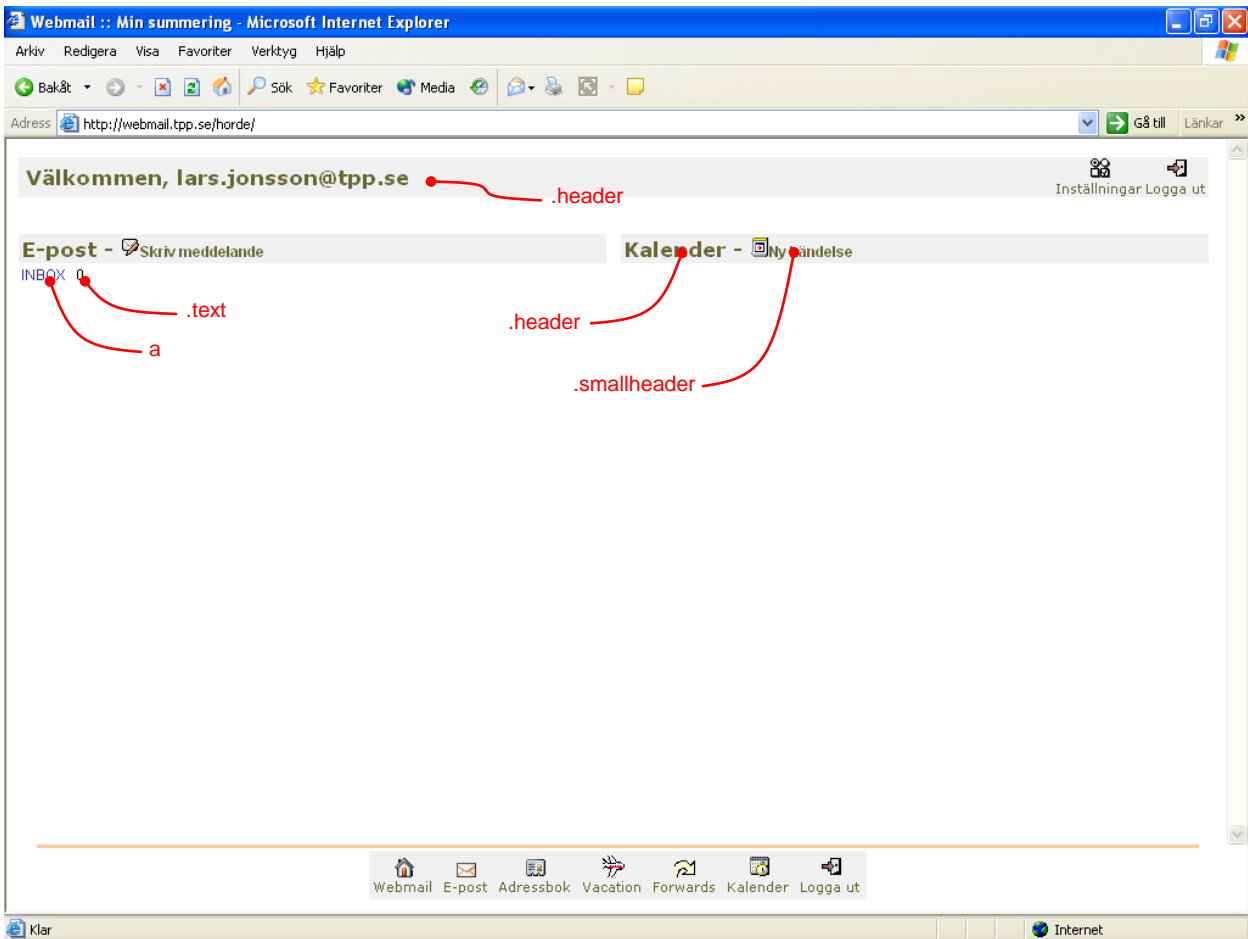 Webmail :: Min summering - Microsoft Internet Explorer
Arkiv Redigera Visa Favoriter Verktyg Hjälp
Bakåt Sök Favoriter Media
Adress http://webmail.tpp.se/horde/ Gå till Länkar »
Välkommen, lars.jonsson@tpp.se
.header
Inställningar Logga ut
E-post - Skriv meddelande
Kalender - Ny händelse
INBOX 0
.text
.header
a
.smallheader
Webmail E-post Adressbok Vacation Forwards Kalender Logga ut
Klar Internet